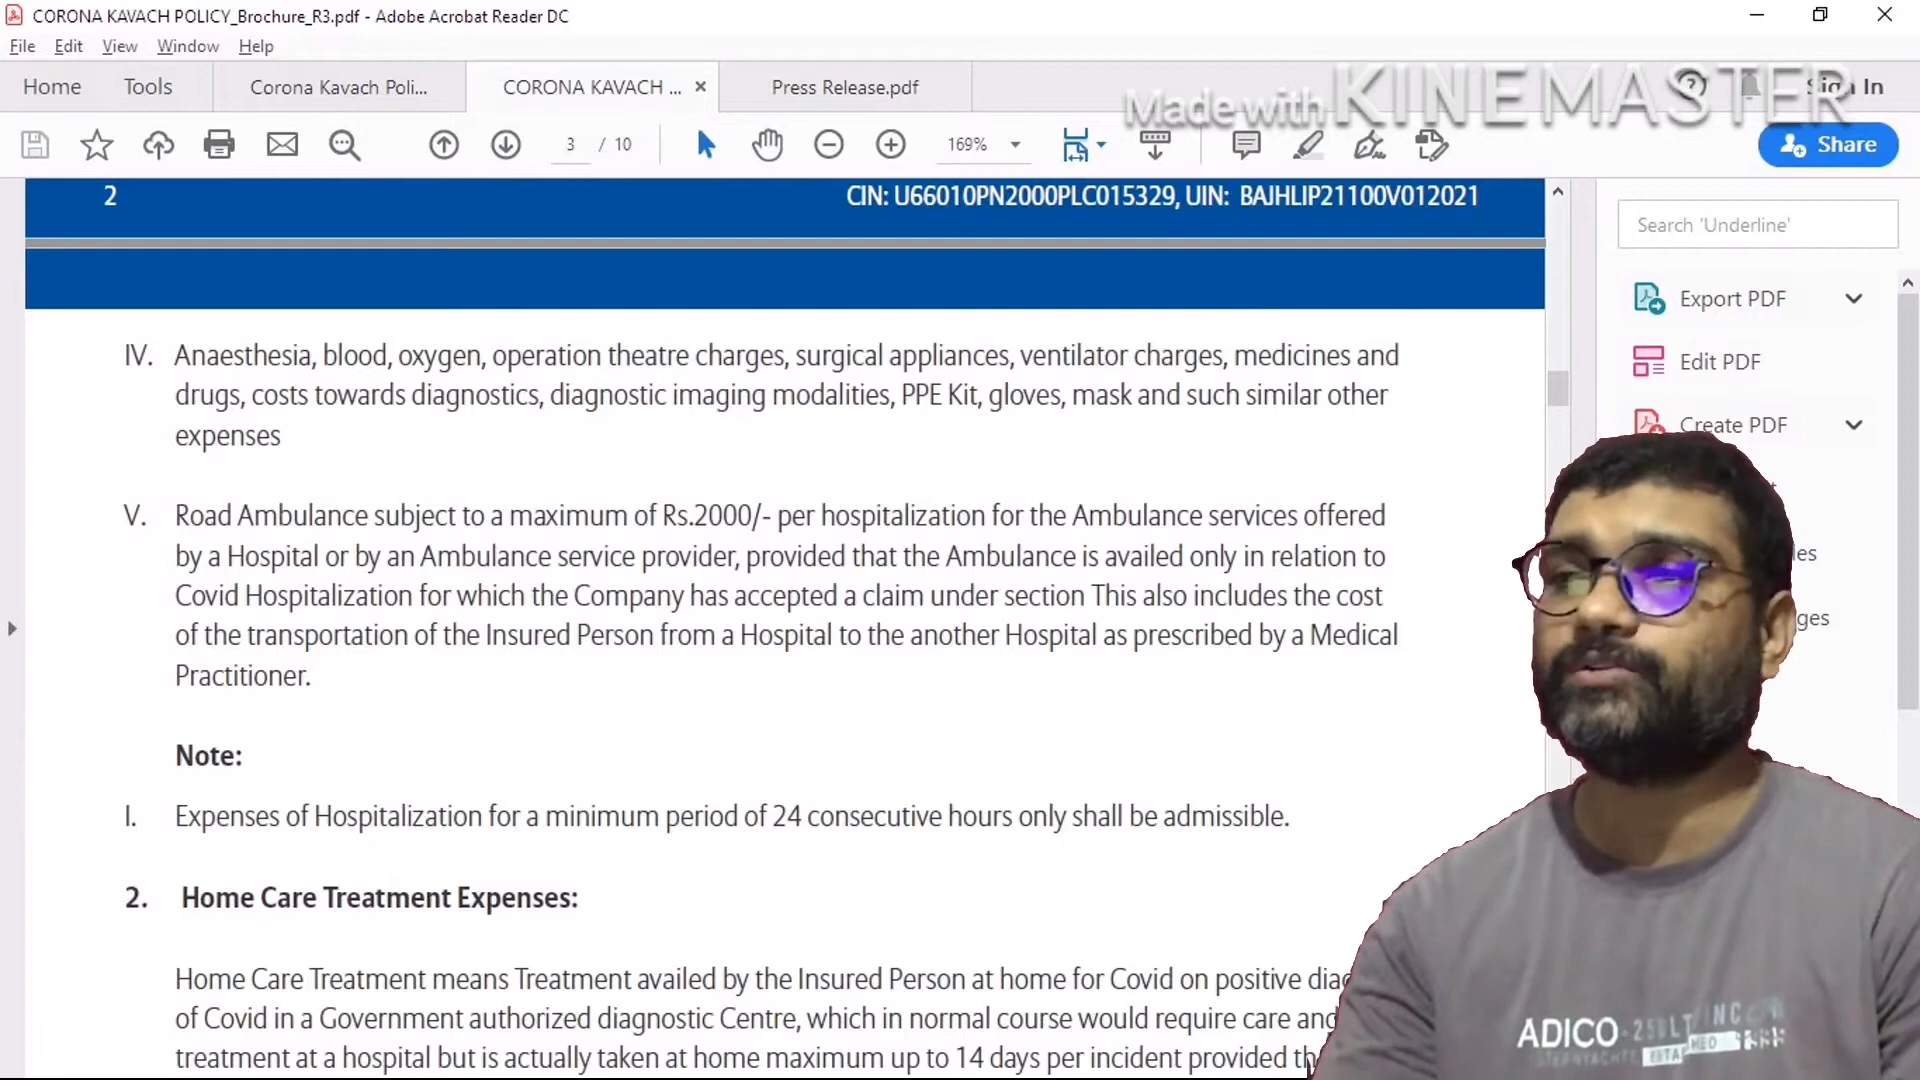 CORONA KAVACH POLICY_Brochure_R3.pdf - Adobe Acrobat Reader DC
File Edit View Window Help
Home Tools Corona Kavach Poli... CORONA KAVACH ... × Press Release.pdf Sign In
Made with KINEMASTER
3 / 10 169% Share
2 CIN: U66010PN2000PLC015329, UIN: BAJHLIP21100V012021
Search 'Underline'
Export PDF
Edit PDF
Create PDF
IV. Anaesthesia, blood, oxygen, operation theatre charges, surgical appliances, ventilator charges, medicines and
drugs, costs towards diagnostics, diagnostic imaging modalities, PPE Kit, gloves, mask and such similar other
expenses
V. Road Ambulance subject to a maximum of Rs.2000/- per hospitalization for the Ambulance services offered
by a Hospital or by an Ambulance service provider, provided that the Ambulance is availed only in relation to
Covid Hospitalization for which the Company has accepted a claim under section This also includes the cost
of the transportation of the Insured Person from a Hospital to the another Hospital as prescribed by a Medical
Practitioner.
Note:
I. Expenses of Hospitalization for a minimum period of 24 consecutive hours only shall be admissible.
2. Home Care Treatment Expenses:
Home Care Treatment means Treatment availed by the Insured Person at home for Covid on positive
of Covid in a Government authorized diagnostic Centre, which in normal course would require care and
treatment at a hospital but is actually taken at home maximum up to 14 days per incident provided
ADICO